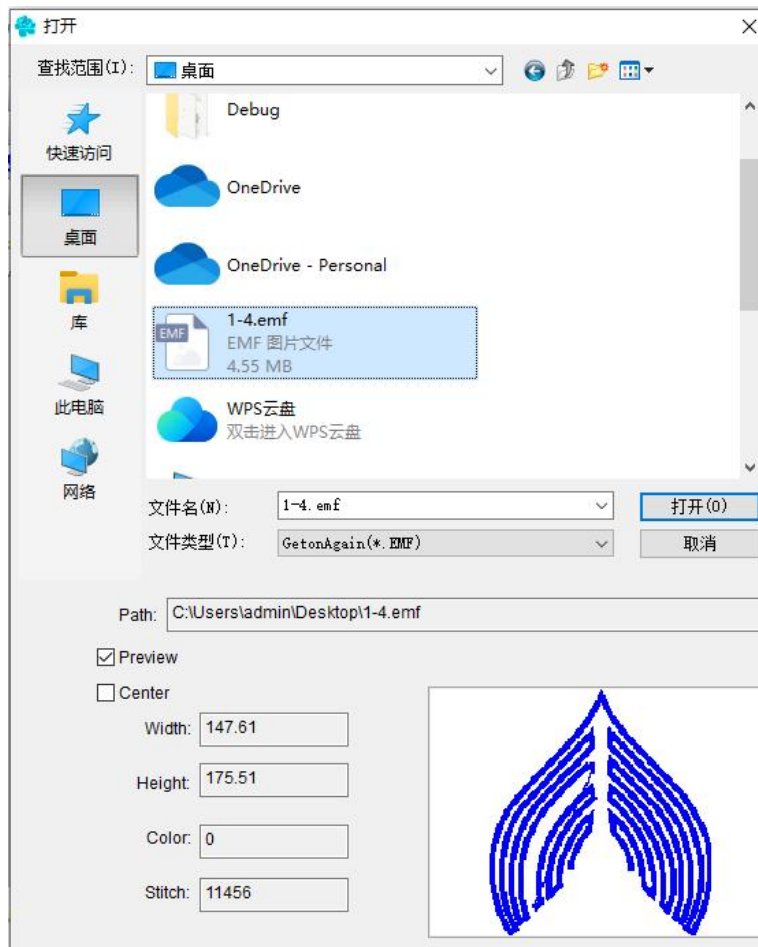 打开
查找范围(I):
桌面
快速访问
桌面
库
此电脑
网络
Debug
OneDrive
OneDrive - Personal
EMF
1-4.emf
EMF 图片文件
4.55 MB
WPS云盘
双击进入WPS云盘
文件名(N):
1-4.emf
打开(O)
文件类型(T):
GetonAgain(*.EMF)
取消
Path:
C:\Users\admin\Desktop\1-4.emf
Preview
Center
Width:
147.61
Height:
175.51
Color:
0
Stitch:
11456